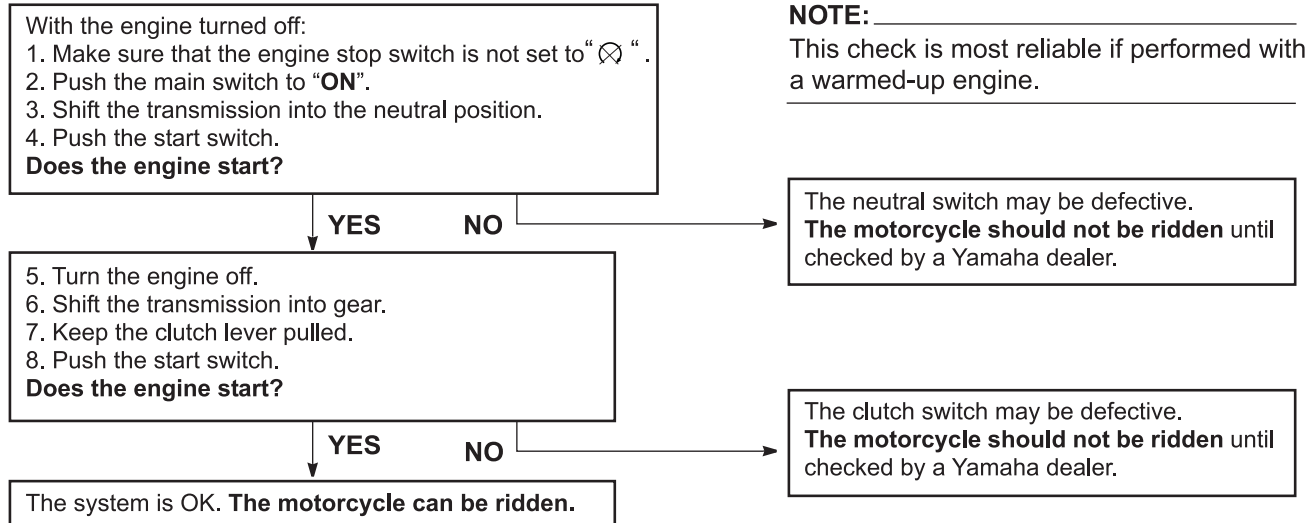 With the engine turned off:
1. Make sure that the engine stop switch is not set to“ ⊗ “ .
2. Push the main switch to “ON”.
3. Shift the transmission into the neutral position.
4. Push the start switch.
Does the engine start?
NOTE:
This check is most reliable if performed with
a warmed-up engine.
YES
NO
The neutral switch may be defective.
The motorcycle should not be ridden until
checked by a Yamaha dealer.
5. Turn the engine off.
6. Shift the transmission into gear.
7. Keep the clutch lever pulled.
8. Push the start switch.
Does the engine start?
YES
NO
The clutch switch may be defective.
The motorcycle should not be ridden until
checked by a Yamaha dealer.
The system is OK. The motorcycle can be ridden.